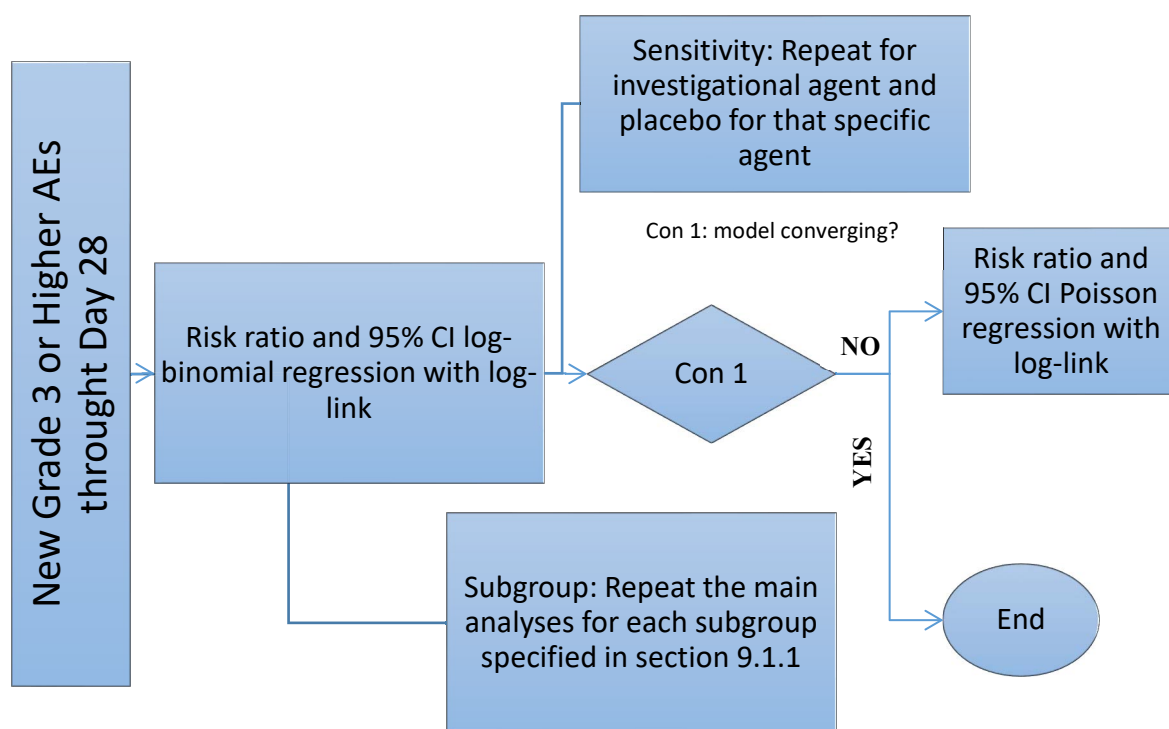 New Grade 3 or Higher AEs
throught Day 28
Risk ratio and 95% CI log-
binomial regression with log-
link
Sensitivity: Repeat for
investigational agent and
placebo for that specific
agent
Con 1: model converging?
Con 1
NO
YES
Risk ratio and
95% CI Poisson
regression with
log-link
Subgroup: Repeat the main
analyses for each subgroup
specified in section 9.1.1
End